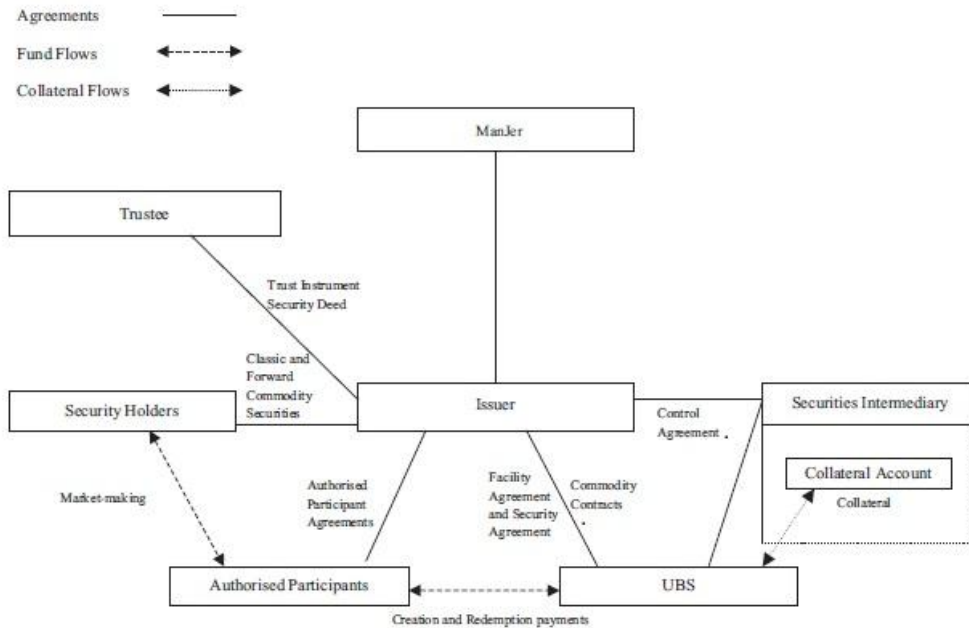 Agreements
Fund Flows
Collateral Flows
ManJer
Trustee
Trust Instrument
Security Deed
Classic and
Forward
Commodity
Securities
Security Holders
Issuer
Control
Agreement .
Securities Intermediary
Collateral Account
Collateral
Market-making
Authorised
Participant
Agreements
Facility
Agreement
and Security
Agreement
Commodity
Contracts
Authorised Participants
UBS
Creation and Redemption payments